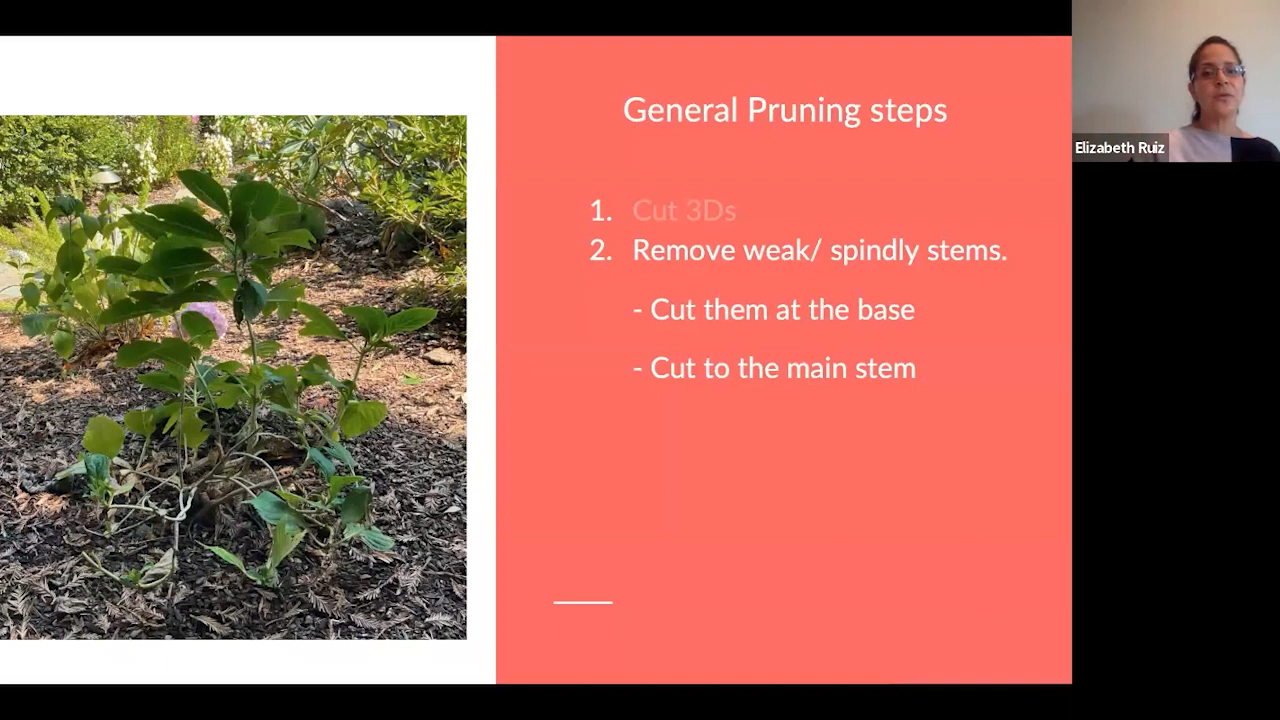 General Pruning steps
1. Cut 3Ds
2. Remove weak/ spindly stems.
- Cut them at the base
- Cut to the main stem
Elizabeth Ruiz